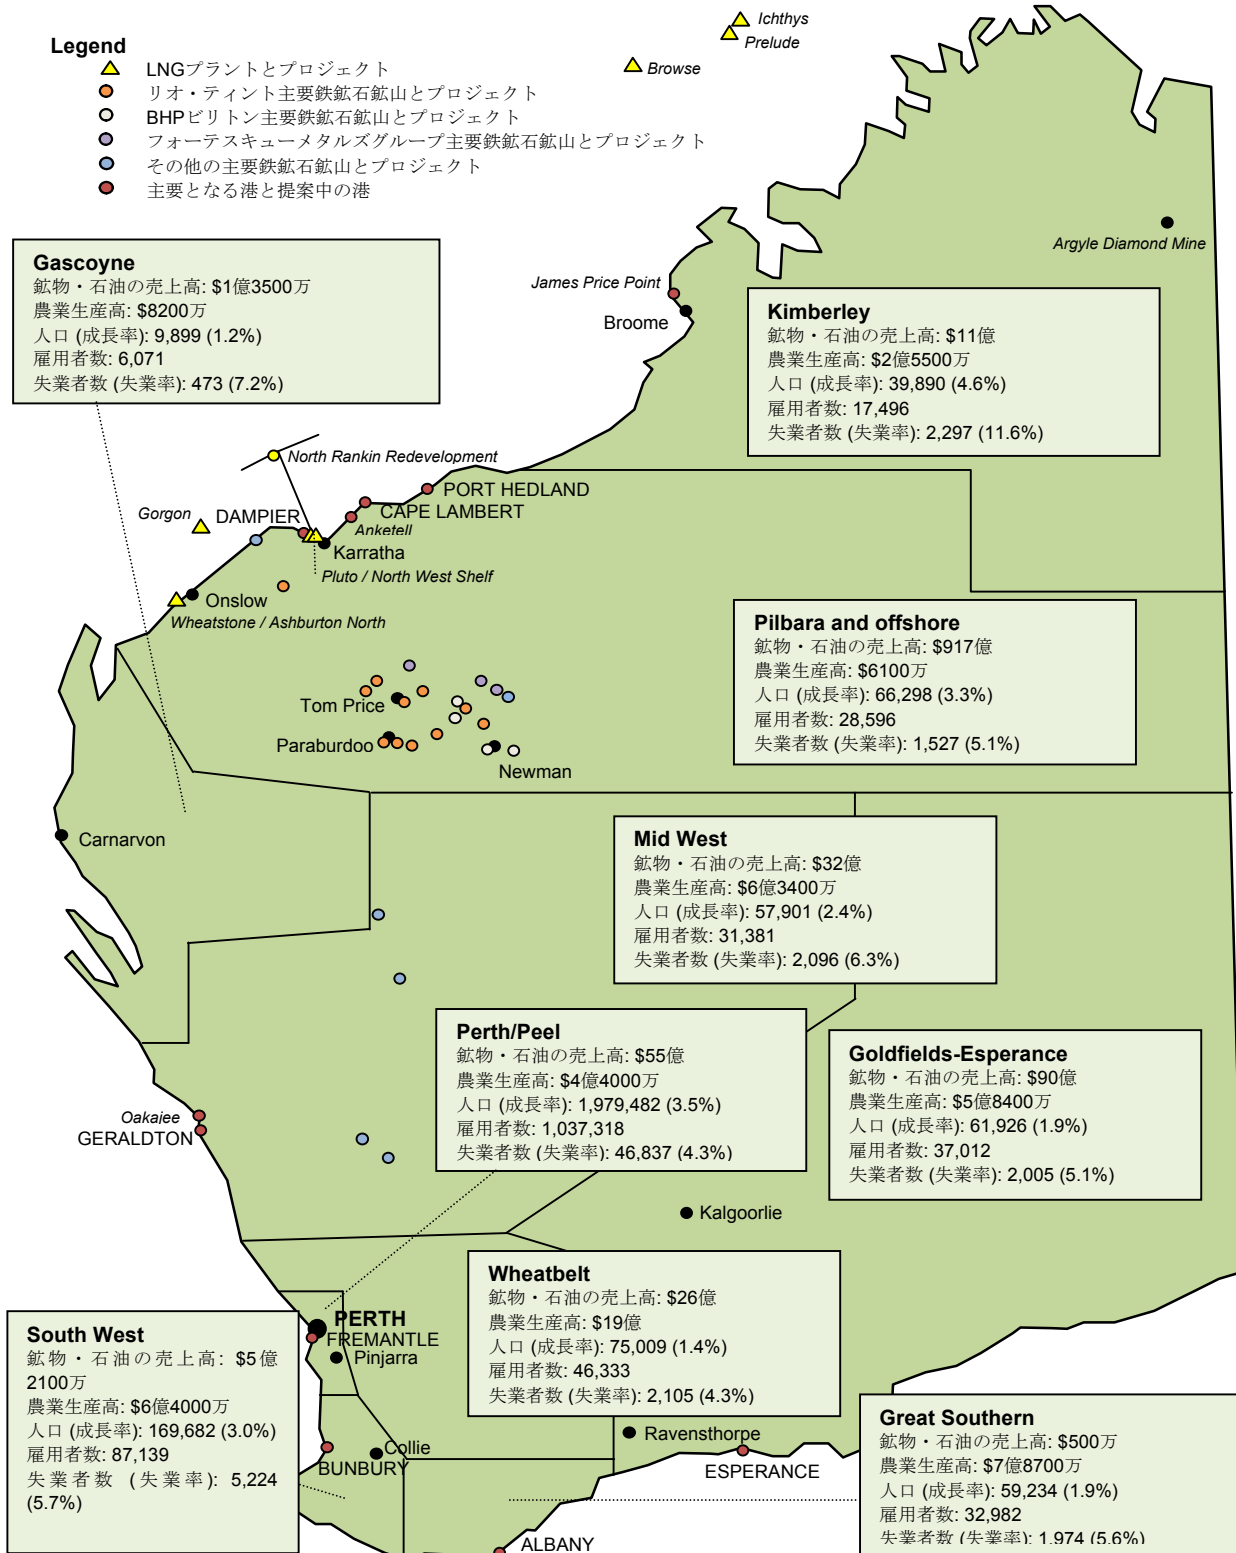 Legend
LNGプラントとプロジェクト
リオ・ティント主要鉄鉱石鉱山とプロジェクト
BHPビリトン主要鉄鉱石鉱山とプロジェクト
フォーテスキューメタルズグループ主要鉄鉱石鉱山とプロジェクト
その他の主要鉄鉱石鉱山とプロジェクト
主要となる港と提案中の港
Ichthys
Prelude
Browse
Argyle Diamond Mine
James Price Point
Broome
Gascoyne
鉱物・石油の売上高: $1億3500万
農業生産高: $8200万
人口 (成長率): 9,899 (1.2%)
雇用者数: 6,071
失業者数 (失業率): 473 (7.2%)
Kimberley
鉱物・石油の売上高: $11億
農業生産高: $2億5500万
人口 (成長率): 39,890 (4.6%)
雇用者数: 17,496
失業者数 (失業率): 2,297 (11.6%)
North Rankin Redevelopment
PORT HEDLAND
CAPE LAMBERT
Gorgon
DAMPIER
Anketell
Karratha
Pluto / North West Shelf
Onslow
Wheatstone / Ashburton North
Pilbara and offshore
鉱物・石油の売上高: $917億
農業生産高: $6100万
人口 (成長率): 66,298 (3.3%)
雇用者数: 28,596
失業者数 (失業率): 1,527 (5.1%)
Tom Price
Paraburdoo
Newman
Carnarvon
Mid West
鉱物・石油の売上高: $32億
農業生産高: $6億3400万
人口 (成長率): 57,901 (2.4%)
雇用者数: 31,381
失業者数 (失業率): 2,096 (6.3%)
Perth/Peel
鉱物・石油の売上高: $55億
農業生産高: $4億4000万
人口 (成長率): 1,979,482 (3.5%)
雇用者数: 1,037,318
失業者数 (失業率): 46,837 (4.3%)
Goldfields-Esperance
鉱物・石油の売上高: $90億
農業生産高: $5億8400万
人口 (成長率): 61,926 (1.9%)
雇用者数: 37,012
失業者数 (失業率): 2,005 (5.1%)
Oakajee
GERALDTON
Kalgoorlie
Wheatbelt
鉱物・石油の売上高: $26億
農業生産高: $19億
人口 (成長率): 75,009 (1.4%)
雇用者数: 46,333
失業者数 (失業率): 2,105 (4.3%)
PERTH
FREMANTLE
Pinjarra
South West
鉱物・石油の売上高: $5億
2100万
農業生産高: $6億4000万
人口 (成長率): 169,682 (3.0%)
雇用者数: 87,139
失業者数 (失業率): 5,224
(5.7%)
Collie
BUNBURY
Ravensthorpe
ESPERANCE
Great Southern
鉱物・石油の売上高: $500万
農業生産高: $7億8700万
人口 (成長率): 59,234 (1.9%)
雇用者数: 32,982
失業者数 (失業率): 1,974 (5.6%)
ALBANY